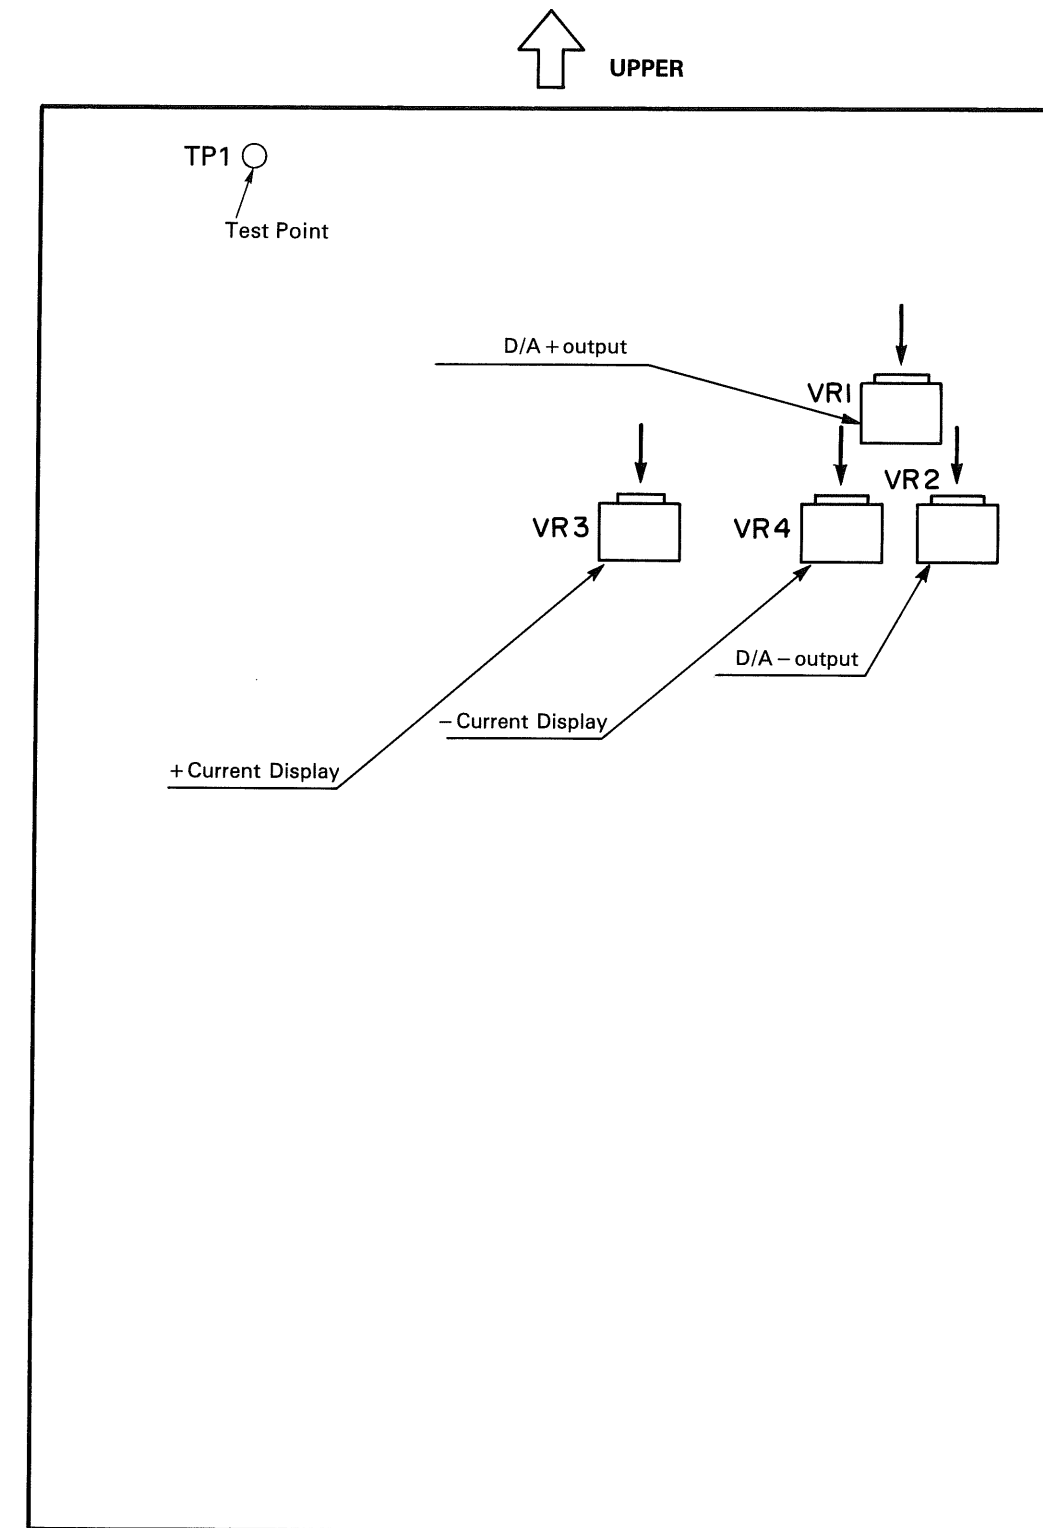 UPPER
TP1
Test Point
D/A + output
VR1
VR2
VR3
VR4
D/A − output
− Current Display
+ Current Display